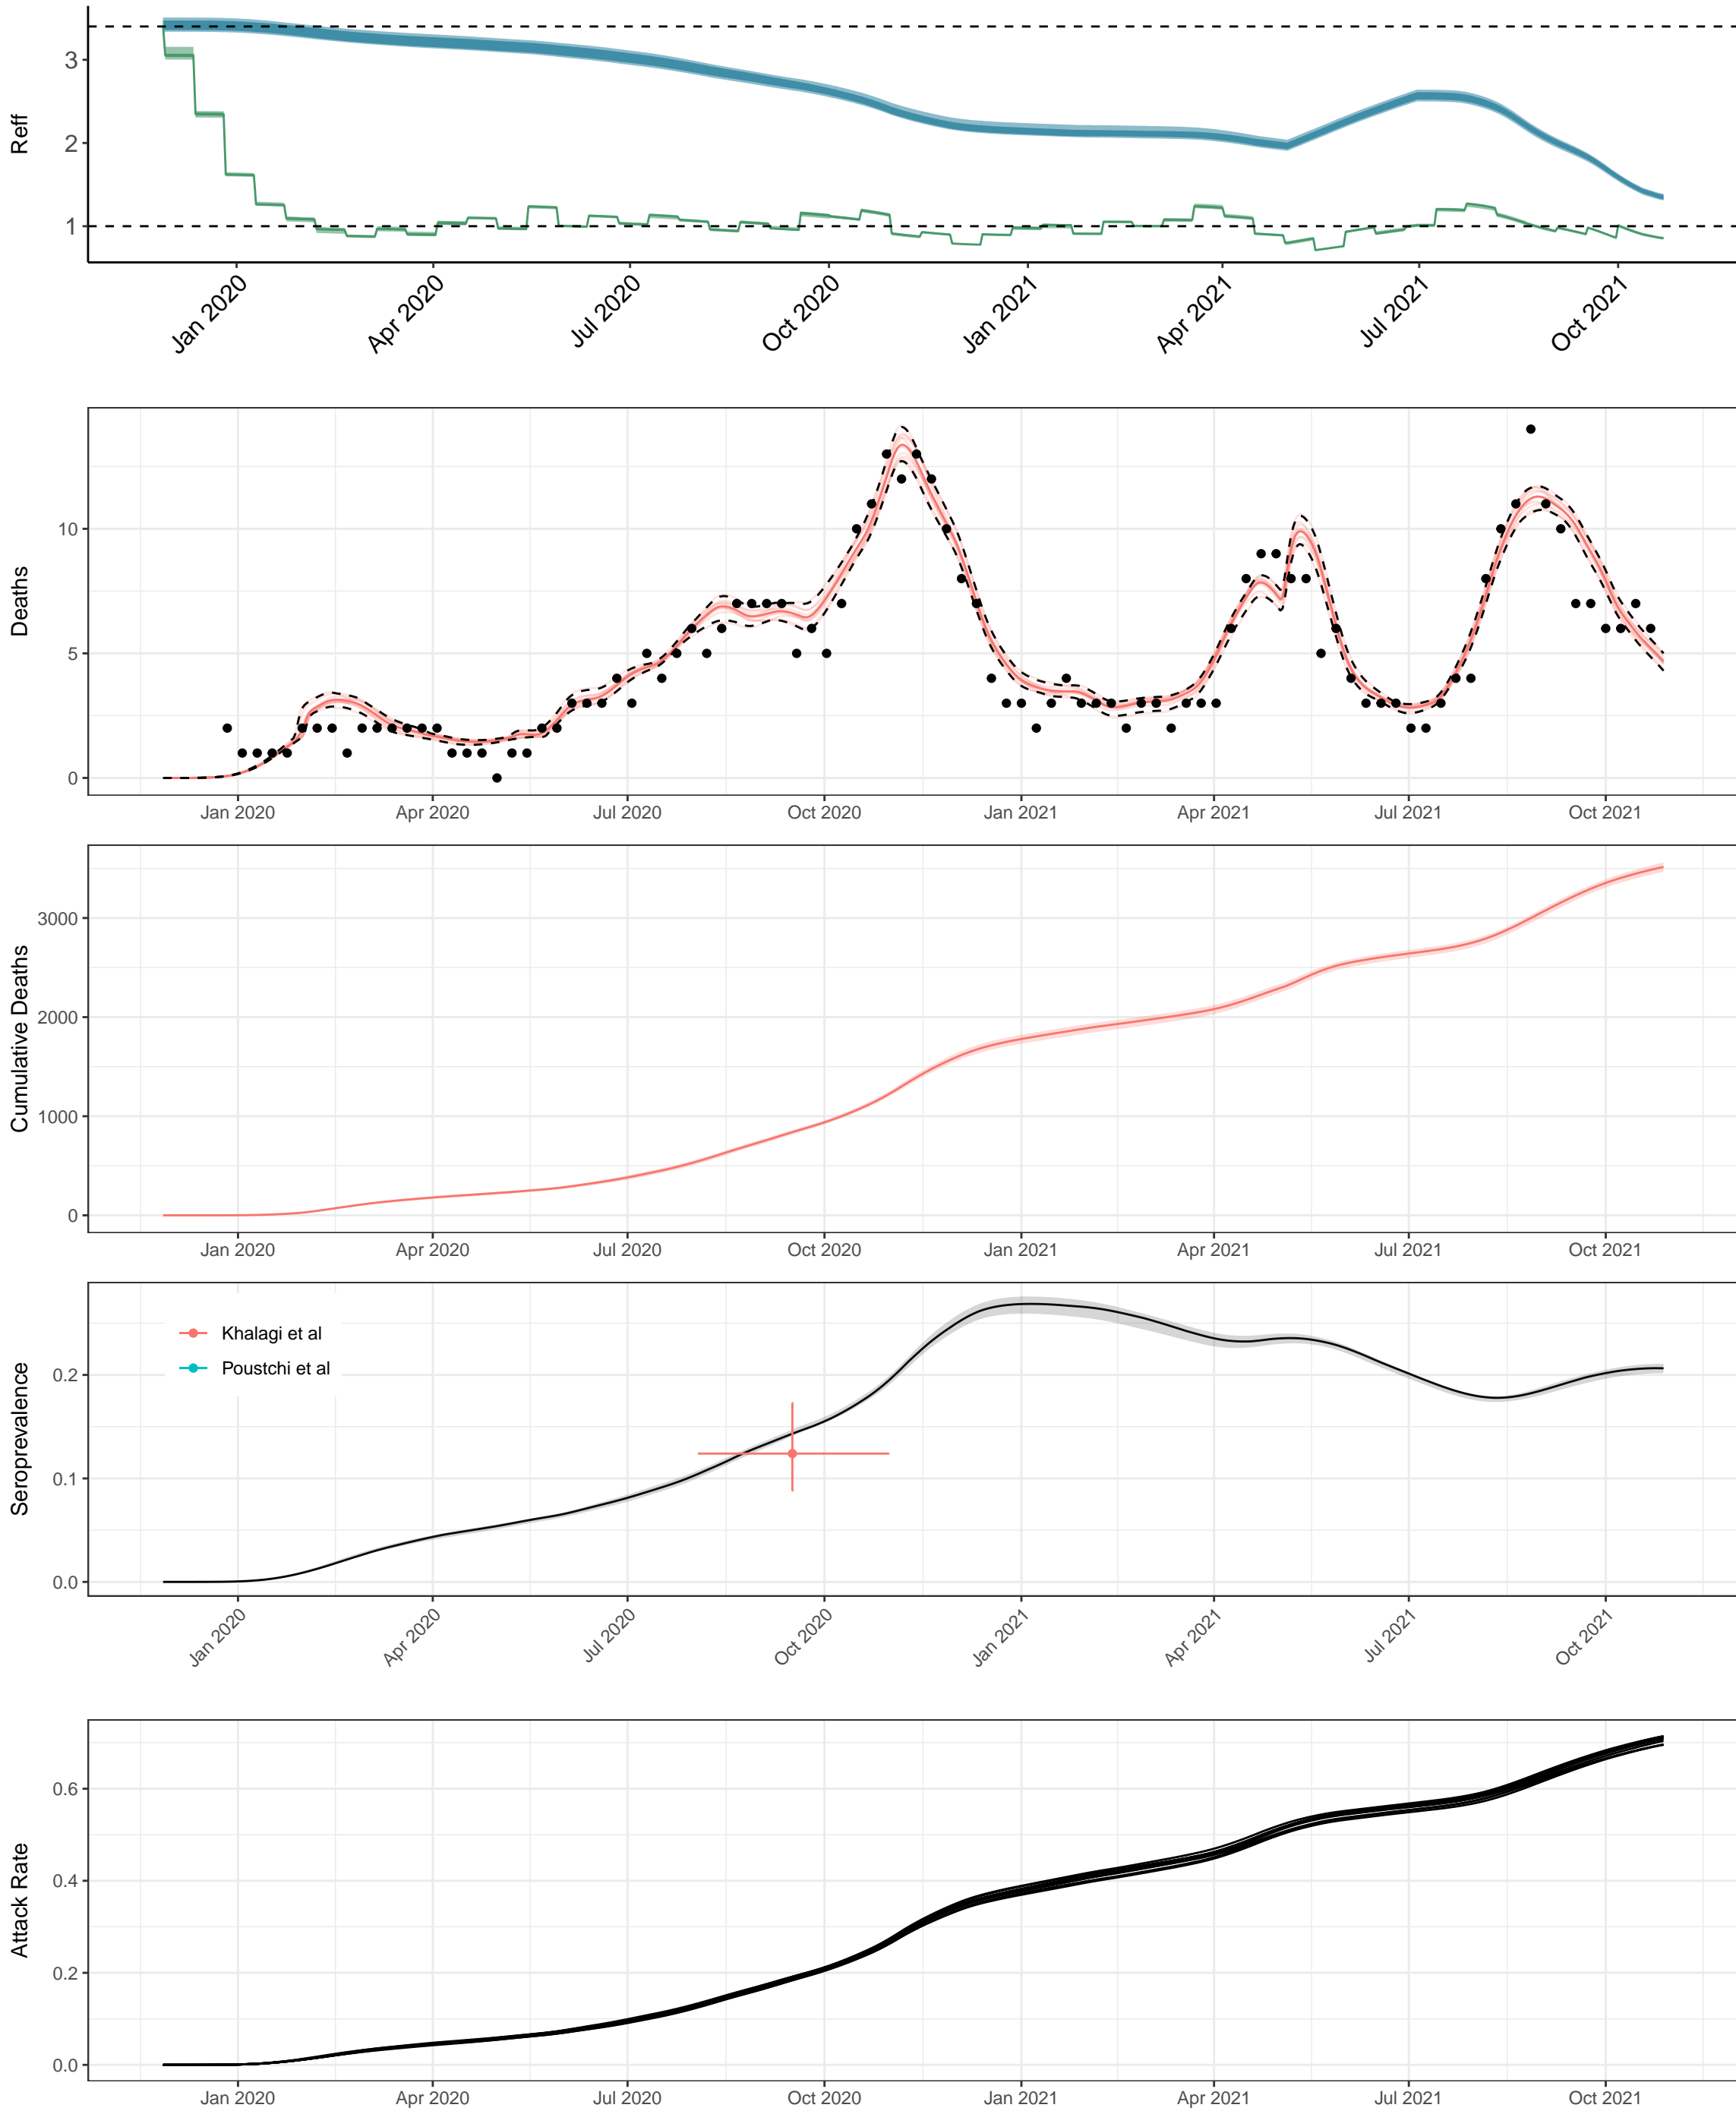 Reff
3
2
1
Jan 2020
Apr 2020
Jul 2020
Oct 2020
Jan 2021
Apr 2021
Jul 2021
Oct 2021
Deaths
10
5
0
Jan 2020
Apr 2020
Jul 2020
Oct 2020
Jan 2021
Apr 2021
Jul 2021
Oct 2021
Cumulative Deaths
3000
2000
1000
0
Jan 2020
Apr 2020
Jul 2020
Oct 2020
Jan 2021
Apr 2021
Jul 2021
Oct 2021
Seroprevalence
Khalagi et al
Poustchi et al
0.2
0.1
0.0
Jan 2020
Apr 2020
Jul 2020
Oct 2020
Jan 2021
Apr 2021
Jul 2021
Oct 2021
Attack Rate
0.6
0.4
0.2
0.0
Jan 2020
Apr 2020
Jul 2020
Oct 2020
Jan 2021
Apr 2021
Jul 2021
Oct 2021